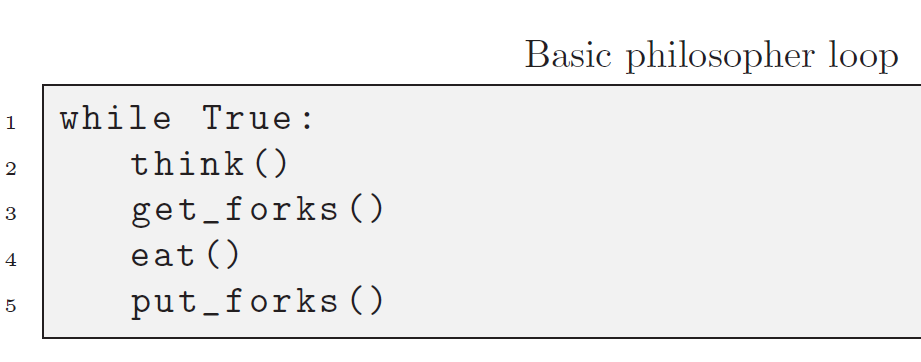 Basic philosopher loop
1 while True:
2     think()
3     get_forks()
4     eat()
5     put_forks()